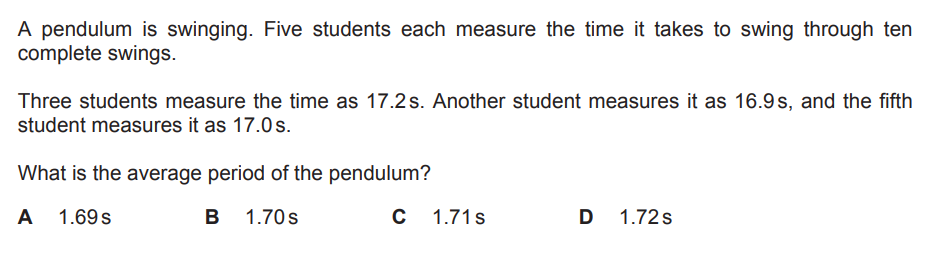 A pendulum is swinging. Five students each measure the time it takes to swing through ten
complete swings.
Three students measure the time as 17.2 s. Another student measures it as 16.9 s, and the fifth
student measures it as 17.0 s.
What is the average period of the pendulum?
A 1.69 s B 1.70 s C 1.71 s D 1.72 s